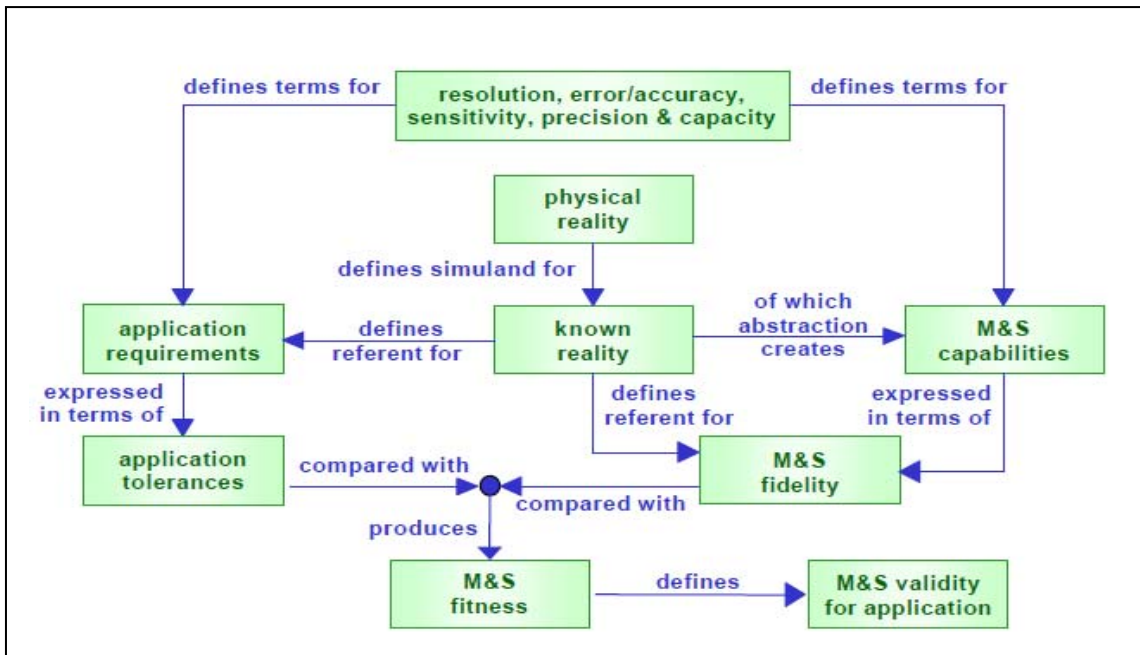 defines terms for
resolution, error/accuracy,
sensitivity, precision & capacity
defines terms for
physical
reality
defines simuland for
application
requirements
defines
referent for
known
reality
of which
abstraction
creates
M&S
capabilities
expressed
in terms of
defines
referent for
expressed
in terms of
application
tolerances
compared with
M&S
fidelity
compared with
produces
M&S
fitness
defines
M&S validity
for application